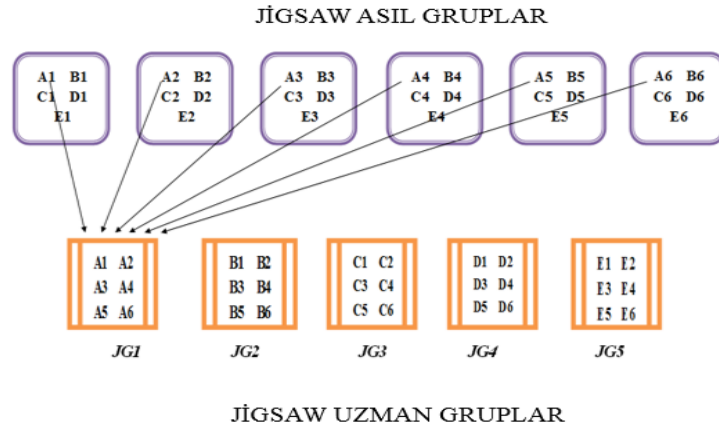 JİGSAW ASIL GRUPLAR
A1 B1
C1 D1
E1
A2 B2
C2 D2
E2
A3 B3
C3 D3
E3
A4 B4
C4 D4
E4
A5 B5
C5 D5
E5
A6 B6
C6 D6
E6
A1 A2
A3 A4
A5 A6
JG1
B1 B2
B3 B4
B5 B6
JG2
C1 C2
C3 C4
C5 C6
JG3
D1 D2
D3 D4
D5 D6
JG4
E1 E2
E3 E4
E5 E6
JG5
JİGSAW UZMAN GRUPLAR